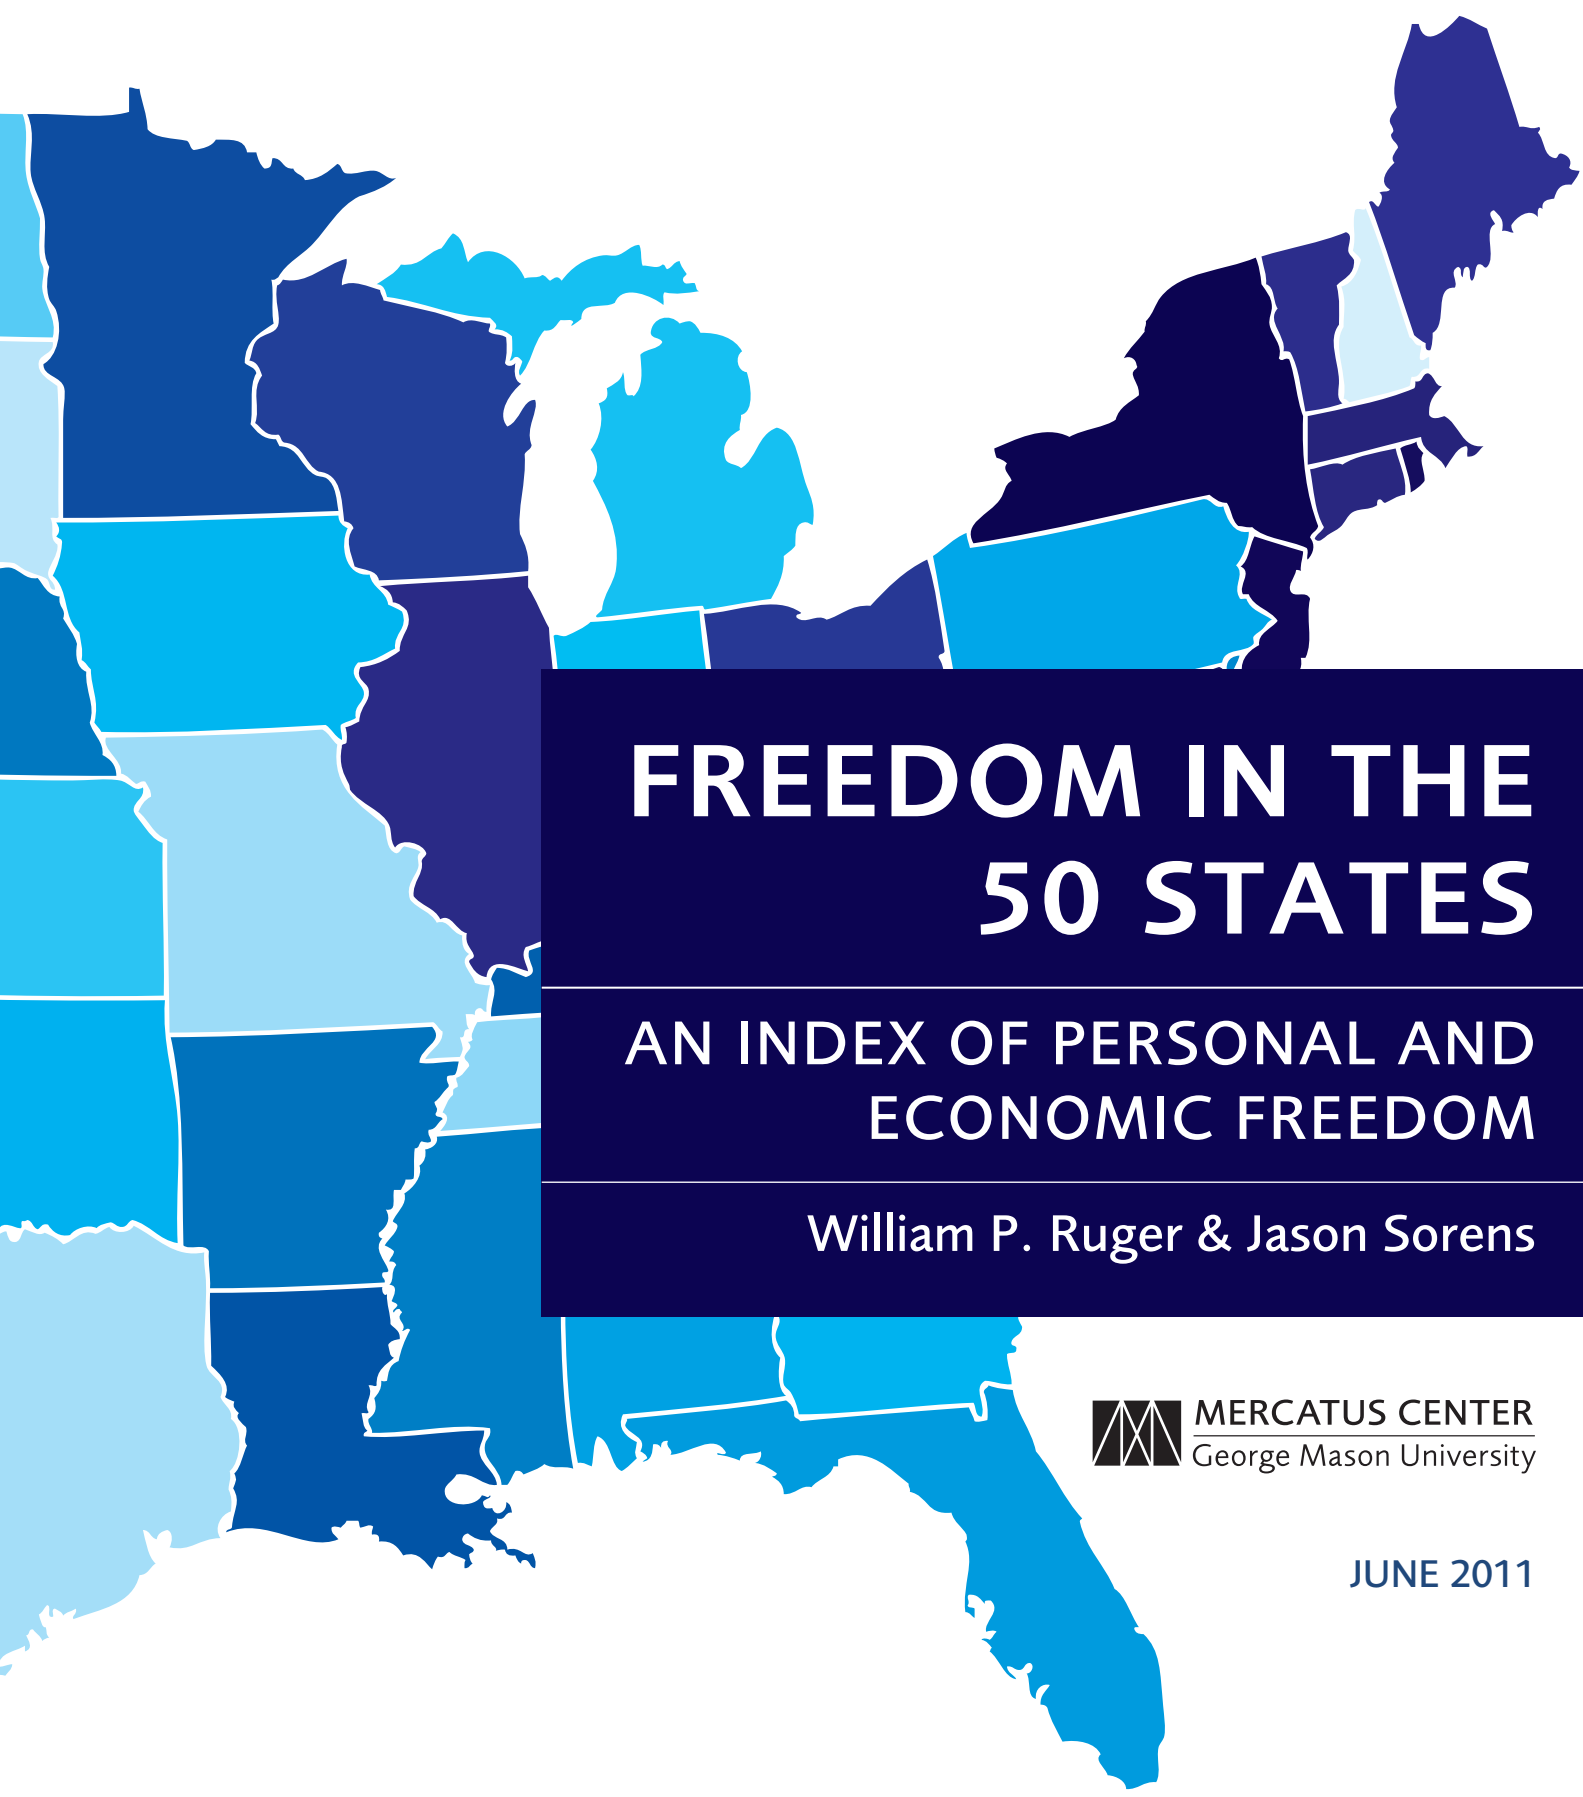 FREEDOM IN THE
50 STATES
AN INDEX OF PERSONAL AND
ECONOMIC FREEDOM
William P. Ruger & Jason Sorens
MERCATUS CENTER
George Mason University
JUNE 2011